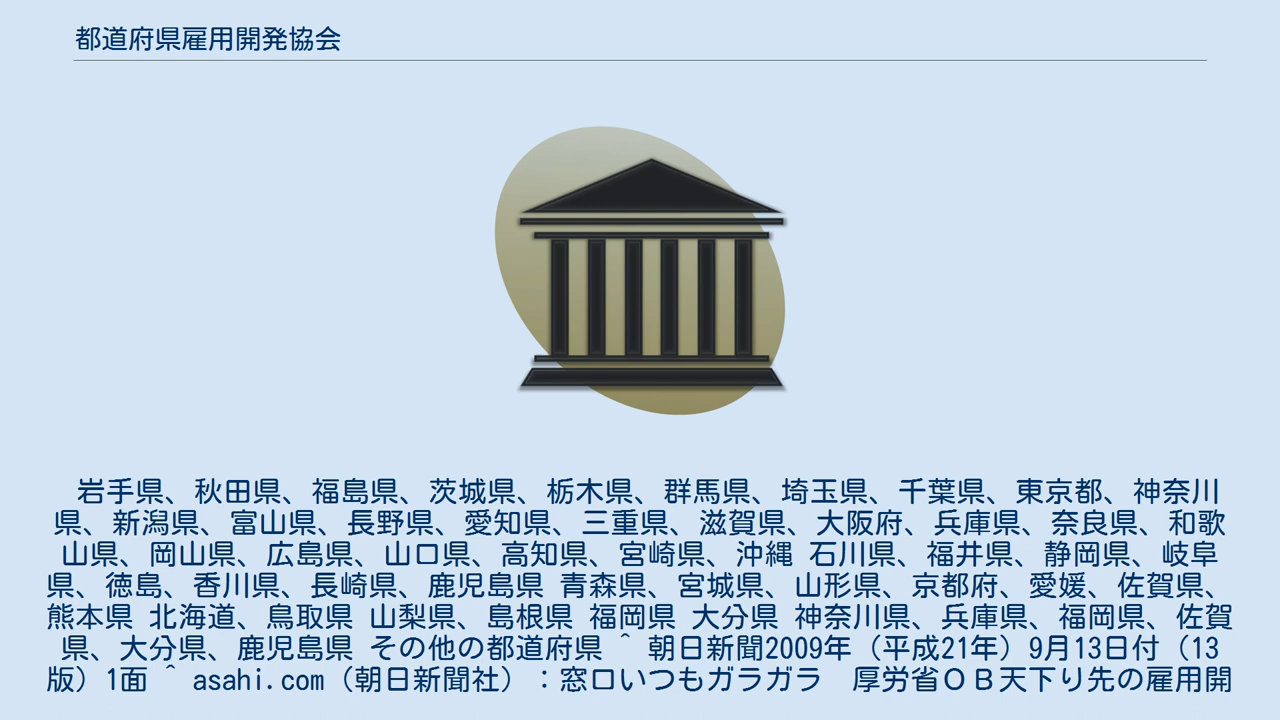 都道府県雇用開発協会
岩手県、秋田県、福島県、茨城県、栃木県、群馬県、埼玉県、千葉県、東京都、神奈川
県、新潟県、富山県、長野県、愛知県、三重県、滋賀県、大阪府、兵庫県、奈良県、和歌
山県、岡山県、広島県、山口県、高知県、宮崎県、沖縄 石川県、福井県、静岡県、岐阜
県、徳島、香川県、長崎県、鹿児島県 青森県、宮城県、山形県、京都府、愛媛、佐賀県、
熊本県 北海道、鳥取県 山梨県、島根県 福岡県 大分県 神奈川県、兵庫県、福岡県、佐賀
県、大分県、鹿児島県 その他の都道府県 ^ 朝日新聞2009年（平成21年）9月13日付（13
版）1面 ^ asahi.com（朝日新聞社）：窓口いつもガラガラ　厚労省ＯＢ天下り先の雇用開